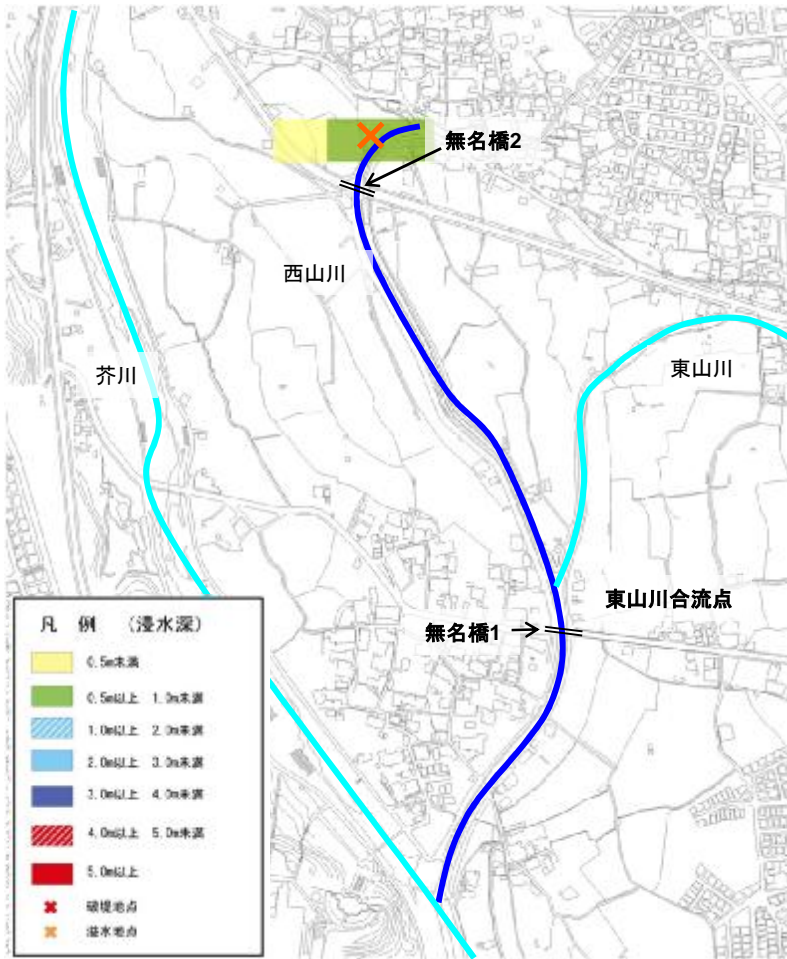 無名橋2
西山川
芥川
東山川
東山川合流点
無名橋1
凡 例 (浸水深)
0.5m未満
0.5m以上 1.0m未満
1.0m以上 2.0m未満
2.0m以上 3.0m未満
3.0m以上 4.0m未満
4.0m以上 5.0m未満
5.0m以上
破堤地点
溢水地点